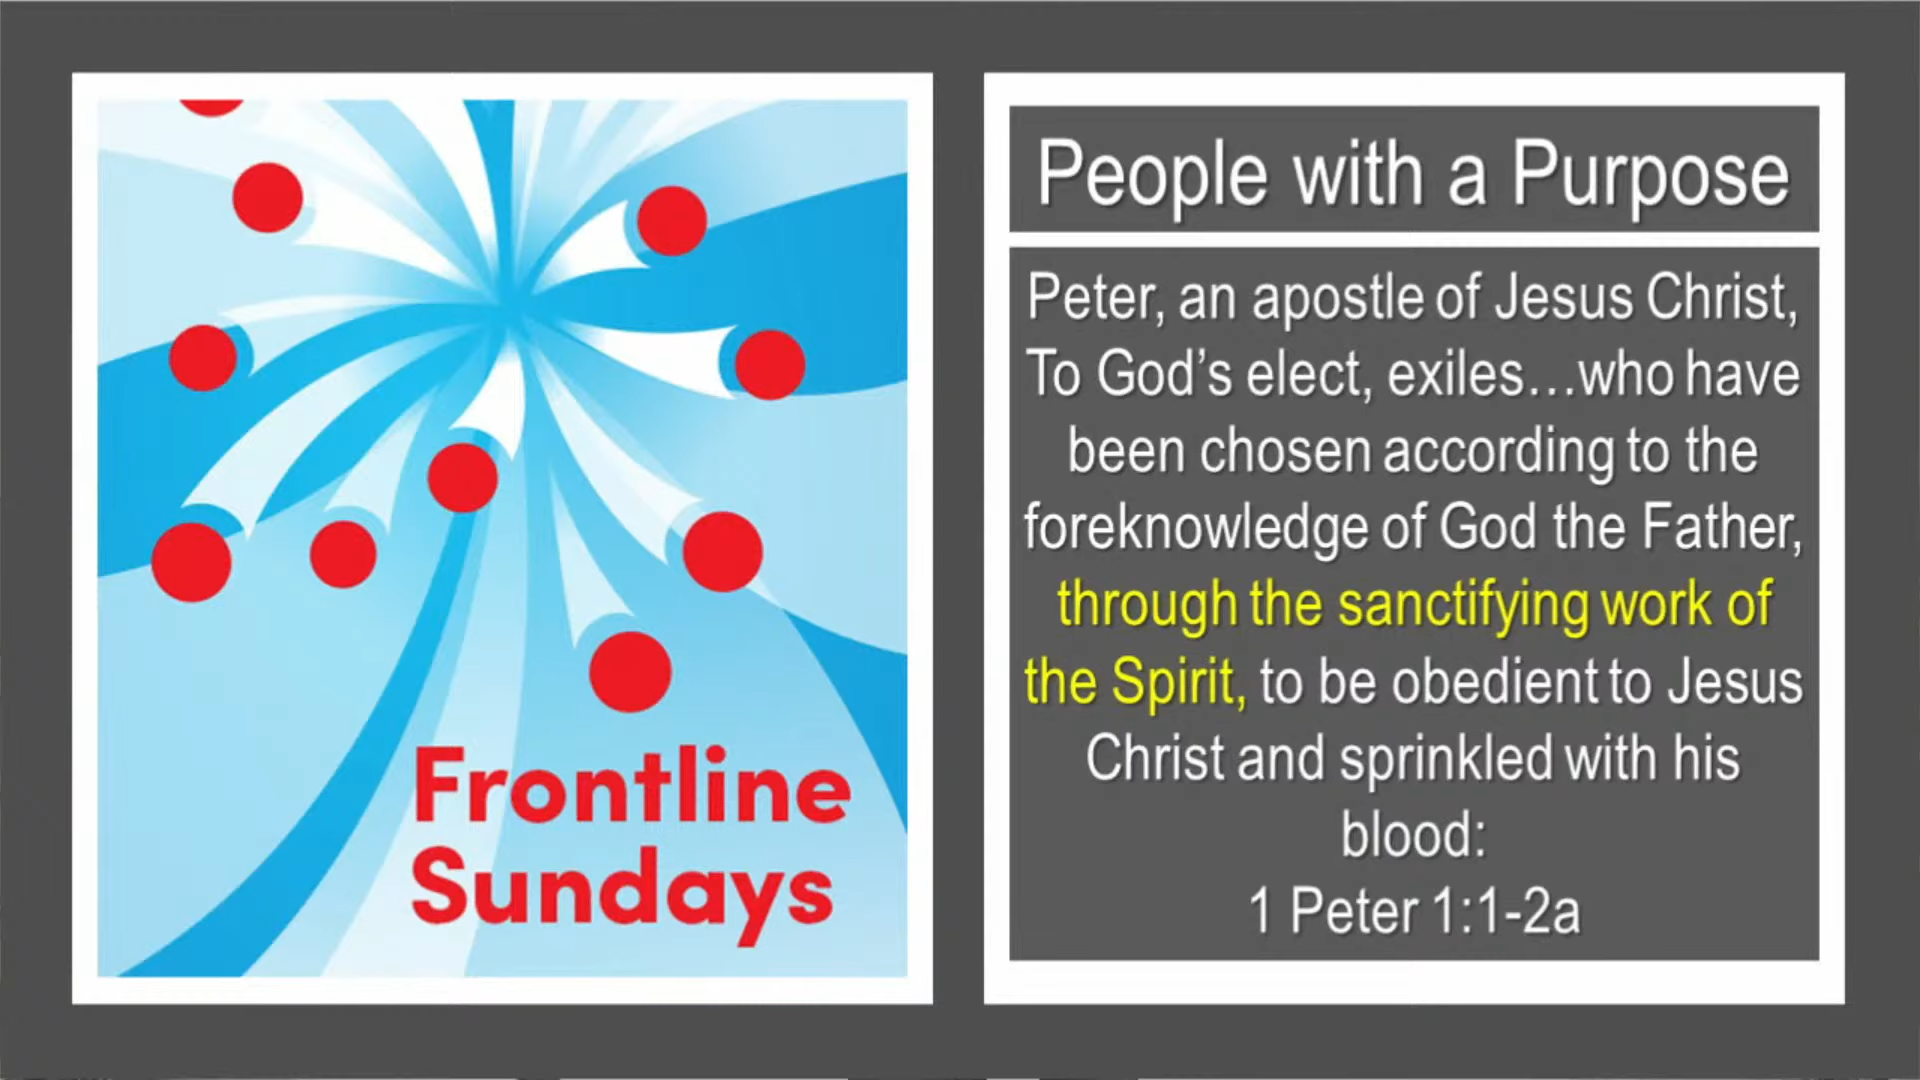 Frontline
Sundays
People with a Purpose
Peter, an apostle of Jesus Christ,
To God’s elect, exiles…who have
been chosen according to the
foreknowledge of God the Father,
through the sanctifying work of
the Spirit, to be obedient to Jesus
Christ and sprinkled with his
blood:
1 Peter 1:1-2a